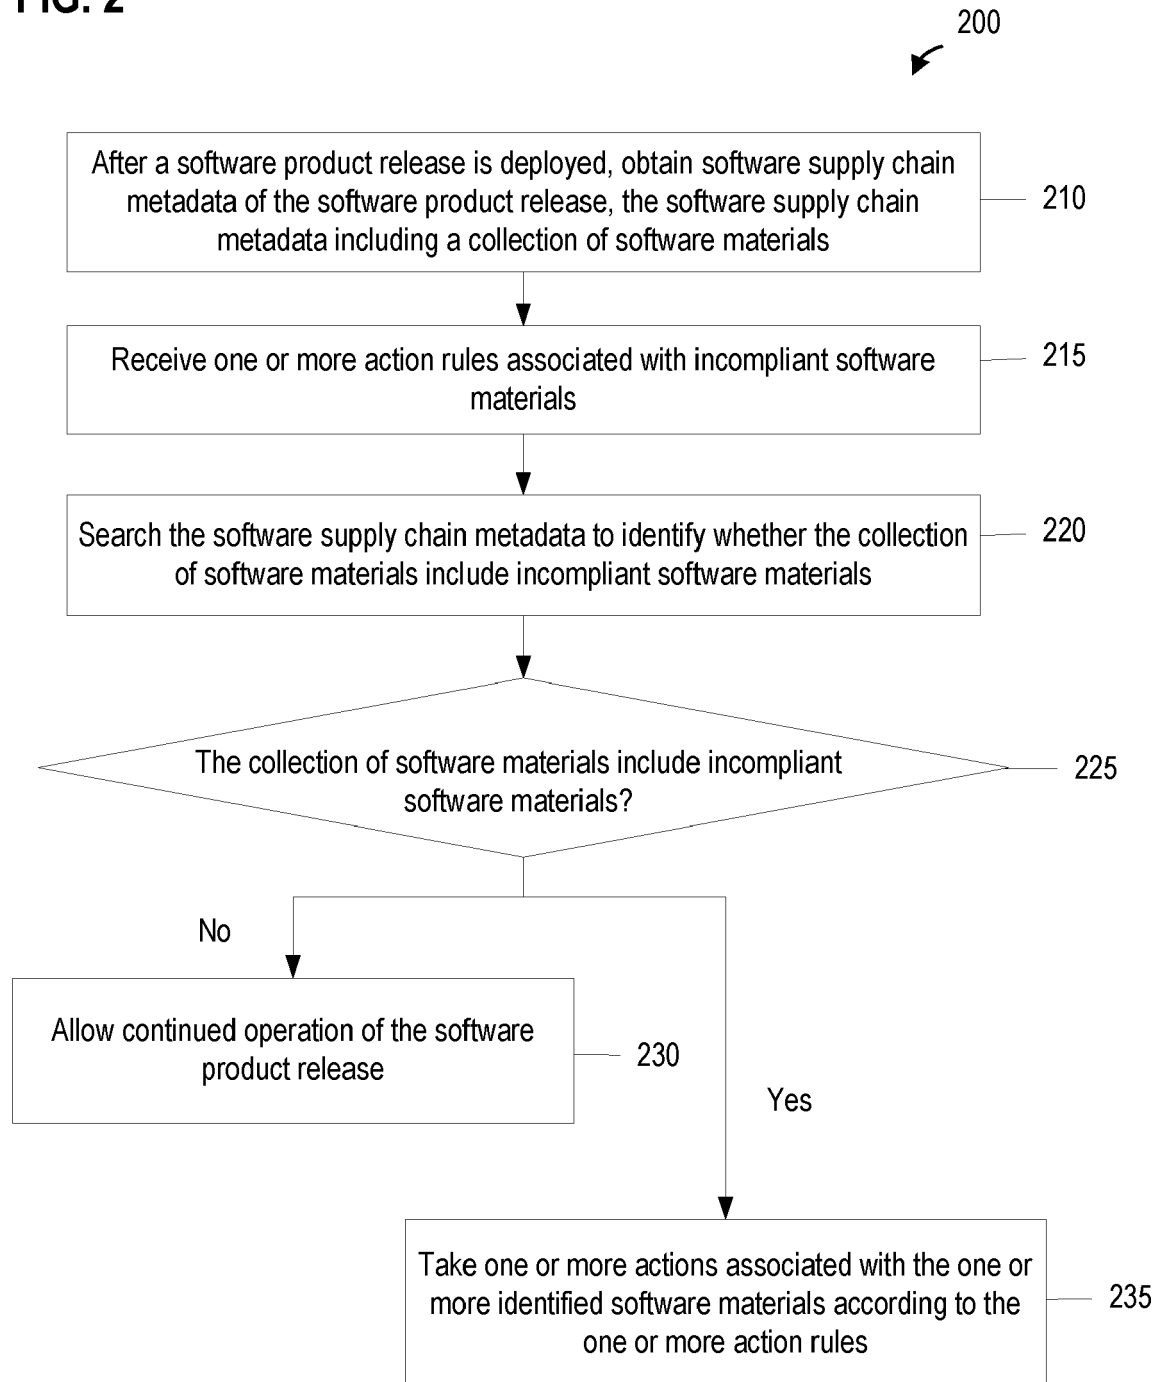 FIG. 2
200
After a software product release is deployed, obtain software supply chain
metadata of the software product release, the software supply chain
metadata including a collection of software materials
210
Receive one or more action rules associated with incompliant software
materials
215
Search the software supply chain metadata to identify whether the collection
of software materials include incompliant software materials
220
The collection of software materials include incompliant
software materials?
225
No
Allow continued operation of the software
product release
230
Yes
Take one or more actions associated with the one or
more identified software materials according to the
one or more action rules
235